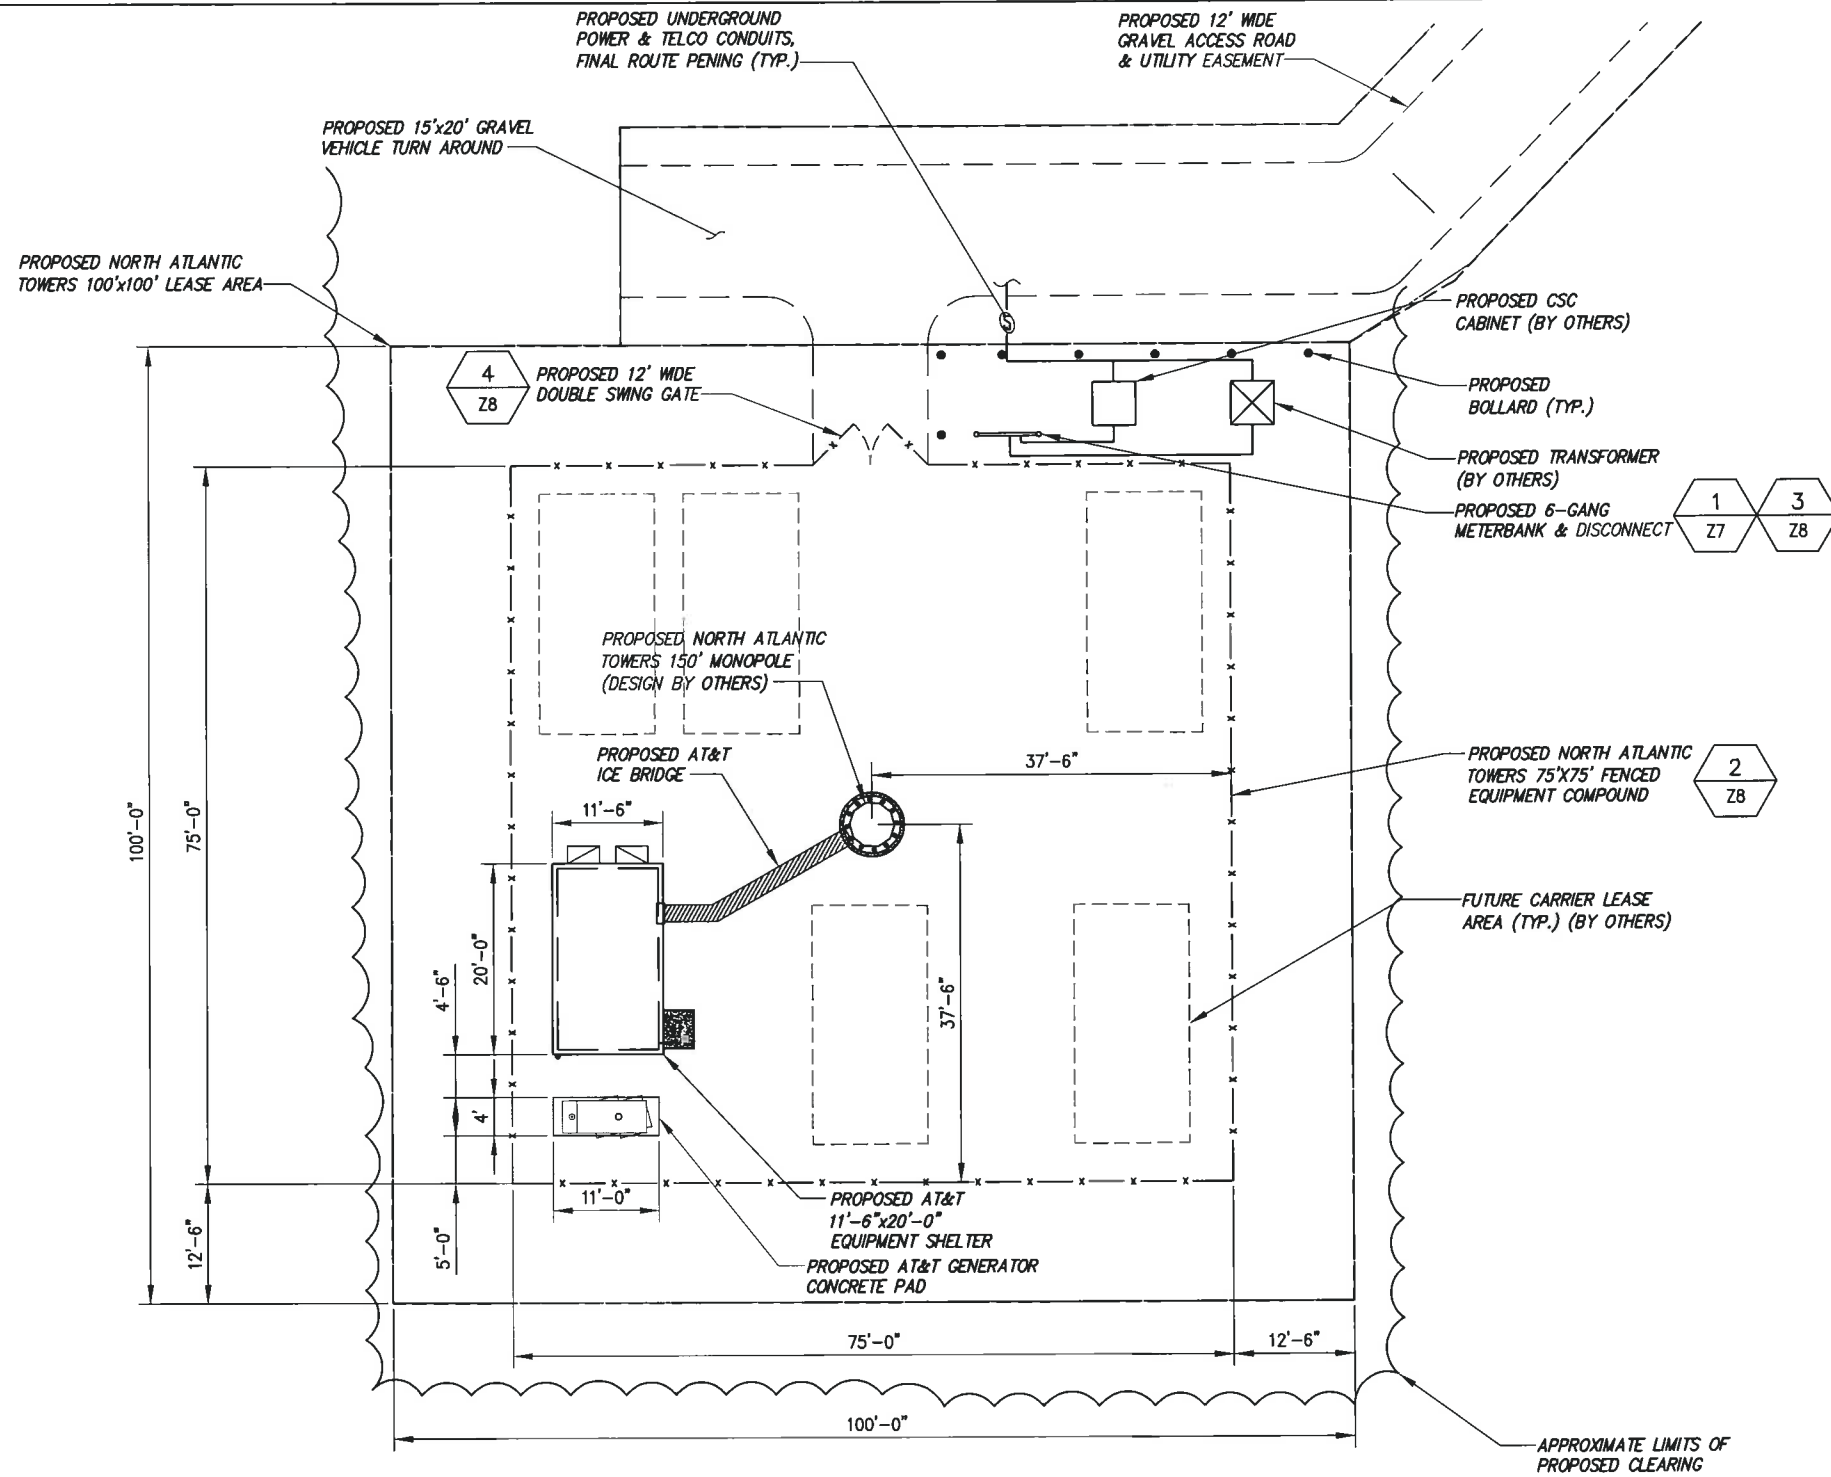 PROPOSED UNDERGROUND
POWER & TELCO CONDUITS,
FINAL ROUTE PENING (TYP.)
PROPOSED 12' WIDE
GRAVEL ACCESS ROAD
& UTILITY EASEMENT
PROPOSED 15'x20' GRAVEL
VEHICLE TURN AROUND
PROPOSED NORTH ATLANTIC
TOWERS 100'x100' LEASE AREA
S
PROPOSED CSC
CABINET (BY OTHERS)
4
Z8
PROPOSED 12' WIDE
DOUBLE SWING GATE
PROPOSED
BOLLARD (TYP.)
PROPOSED TRANSFORMER
(BY OTHERS)
PROPOSED 6-GANG
METERBANK & DISCONNECT
1
Z7
3
Z8
PROPOSED NORTH ATLANTIC
TOWERS 150' MONOPOLE
(DESIGN BY OTHERS)
PROPOSED AT&T
ICE BRIDGE
37'-6"
PROPOSED NORTH ATLANTIC
TOWERS 75'X75' FENCED
EQUIPMENT COMPOUND
2
Z8
11'-6"
100'-0"
75'-0"
20'-0"
4'-6"
37'-6"
FUTURE CARRIER LEASE
AREA (TYP.) (BY OTHERS)
4'
11'-0"
12'-6"
5'-0"
PROPOSED AT&T
11'-6"x20'-0"
EQUIPMENT SHELTER
PROPOSED AT&T GENERATOR
CONCRETE PAD
75'-0"
12'-6"
100'-0"
APPROXIMATE LIMITS OF
PROPOSED CLEARING